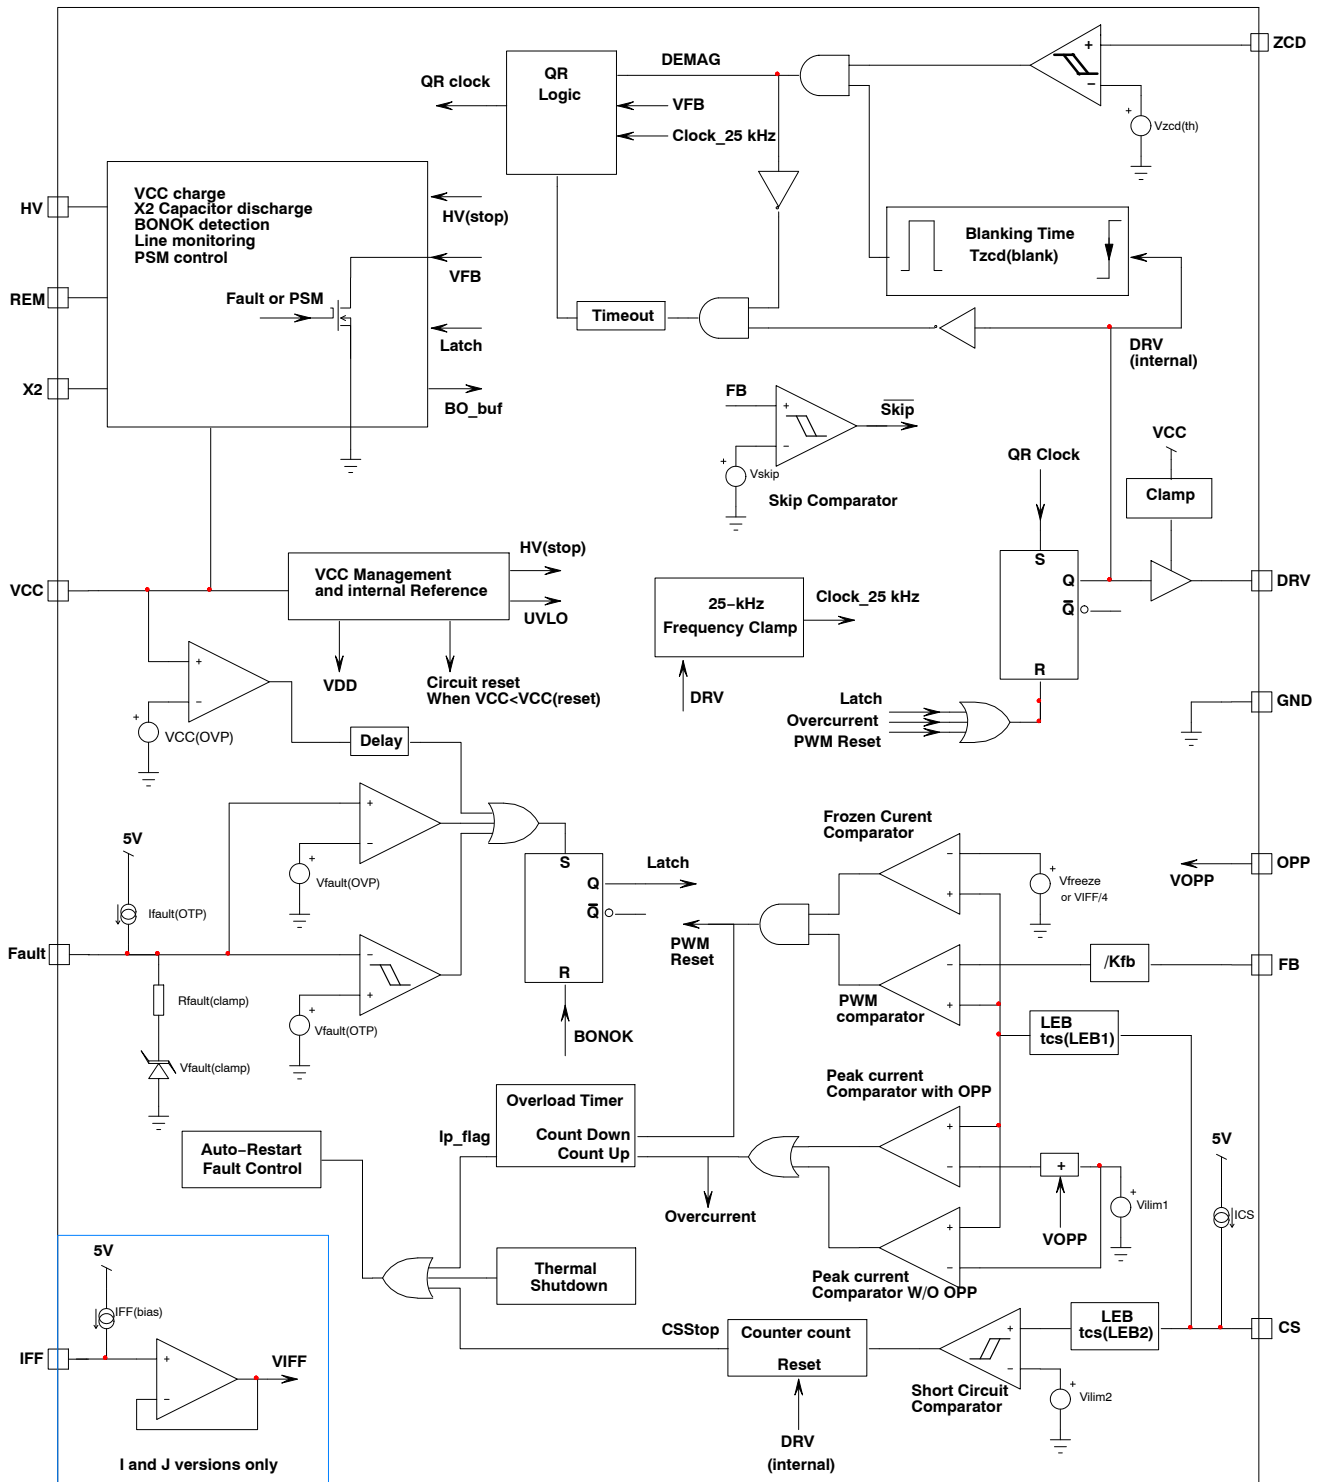 ZCD
+
−
+
Vzcd(th)
DEMAG
QR
Logic
QR clock
VFB
Clock_25 kHz
HV
VCC charge
X2 Capacitor discharge
BONOK detection
Line monitoring
PSM control
HV(stop)
VFB
REM
Fault or PSM
Latch
X2
BO_buf
Blanking Time
Tzcd(blank)
Timeout
DRV
(internal)
FB
+
−
+
Vskip
Skip
Skip Comparator
QR Clock
VCC
Clamp
S
Q
Q
R
DRV
VCC
VCC Management
and internal Reference
HV(stop)
UVLO
VDD
Circuit reset
When VCC<VCC(reset)
25−kHz
Frequency Clamp
Clock_25 kHz
DRV
Latch
Overcurrent
PWM Reset
GND
+
−
+
VCC(OVP)
Delay
5V
Ifault(OTP)
+
−
+
Vfault(OVP)
S
Q
Q
R
Latch
BONOK
Fault
−
+
+
Vfault(OTP)
Rfault(clamp)
Vfault(clamp)
Frozen Curent
Comparator
−
+
+
Vfreeze
or VIFF/4
OPP
VOPP
PWM
Reset
−
+
PWM
comparator
/Kfb
FB
LEB
tcs(LEB1)
Peak current
Comparator with OPP
+
−
+
VOPP
+
Vilim1
5V
ICS
Overload Timer
Count Down
Count Up
Ip_flag
Overcurrent
+
−
Peak current
Comparator W/O OPP
Auto−Restart
Fault Control
Thermal
Shutdown
CSStop
Counter count
Reset
DRV
(internal)
+
−
Short Circuit
Comparator
LEB
tcs(LEB2)
+
Vilim2
CS
5V
IFF(bias)
IFF
+
−
VIFF
I and J versions only